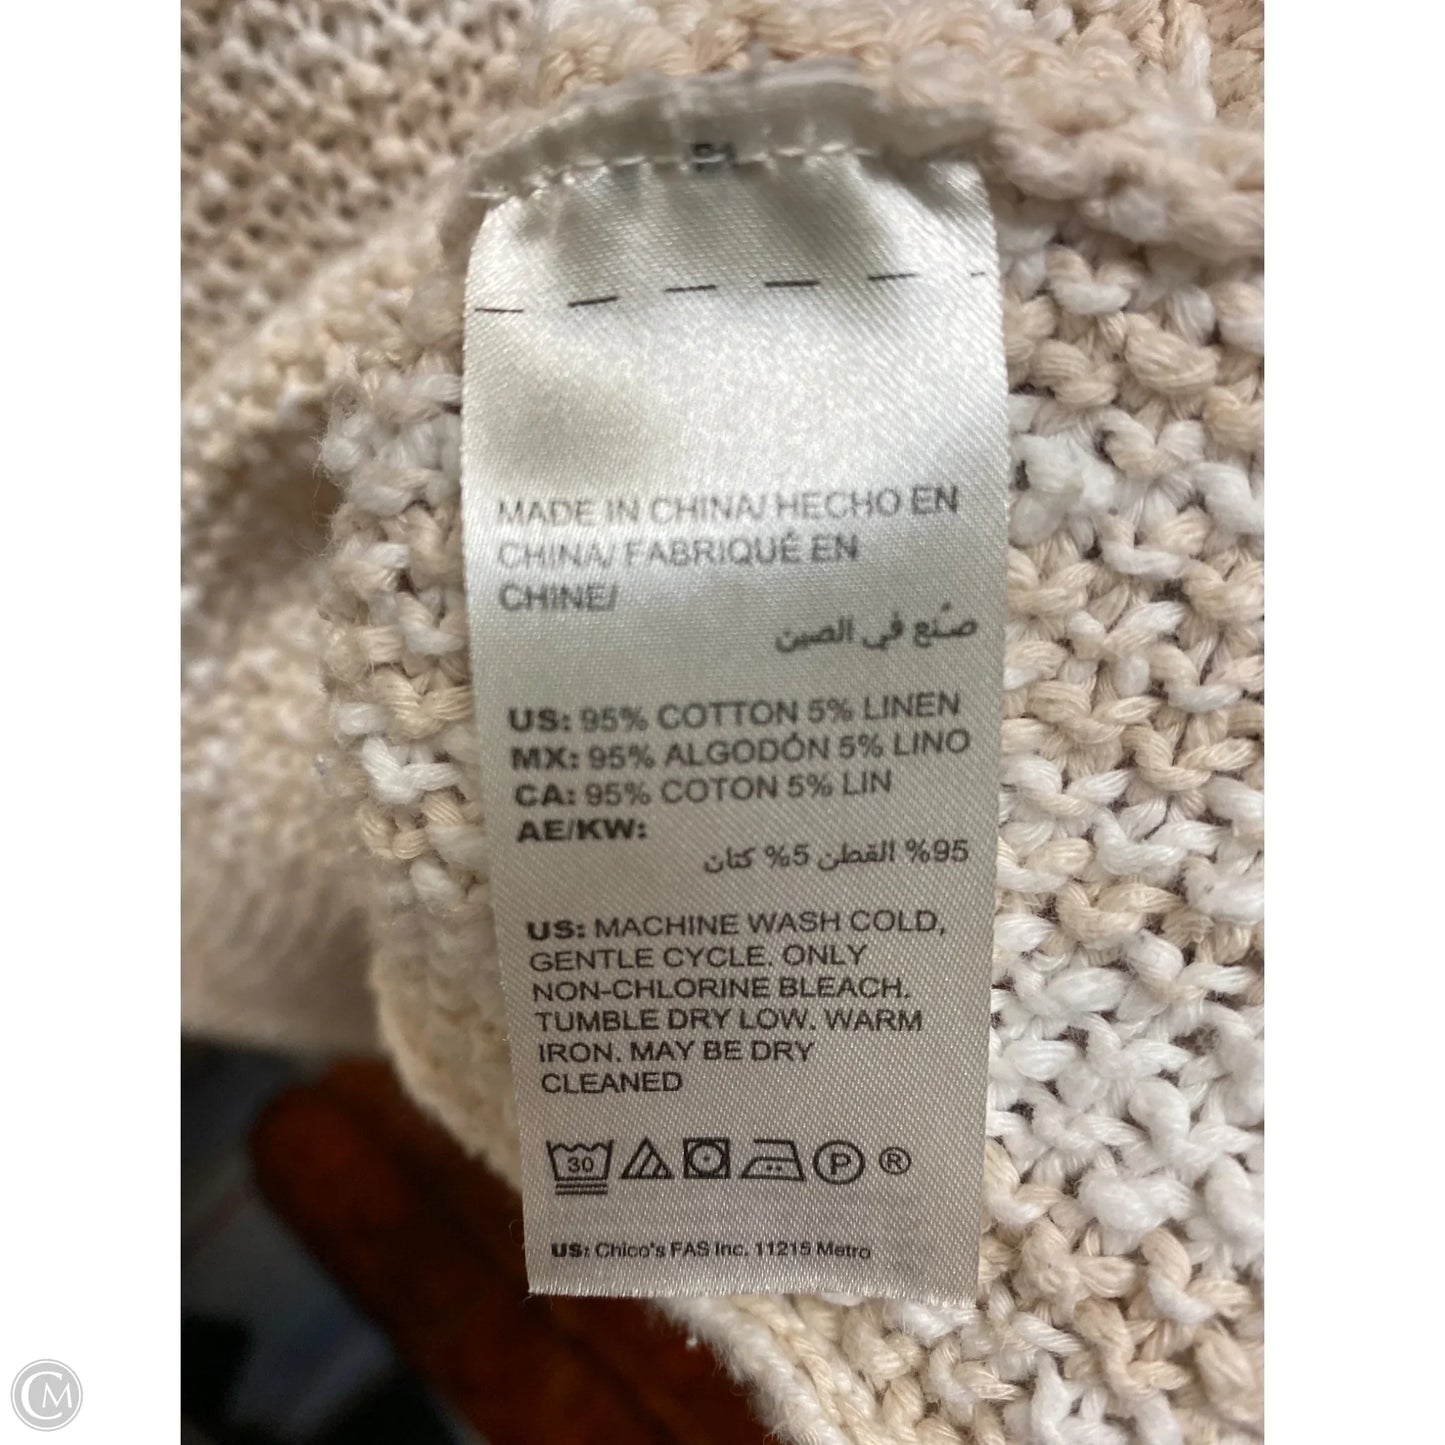 MADE IN CHINA/ HECHO EN
CHINA/ FABRIQUÉ EN
CHINE/
صُنع في الصين
US: 95% COTTON 5% LINEN
MX: 95% ALGODÓN 5% LINO
CA: 95% COTON 5% LIN
AE/KW:
95% القطن 5% كتان
US: MACHINE WASH COLD,
GENTLE CYCLE. ONLY
NON-CHLORINE BLEACH.
TUMBLE DRY LOW. WARM
IRON. MAY BE DRY
CLEANED
30 P ®
US: Chico's FAS Inc. 11215 Metro
CM